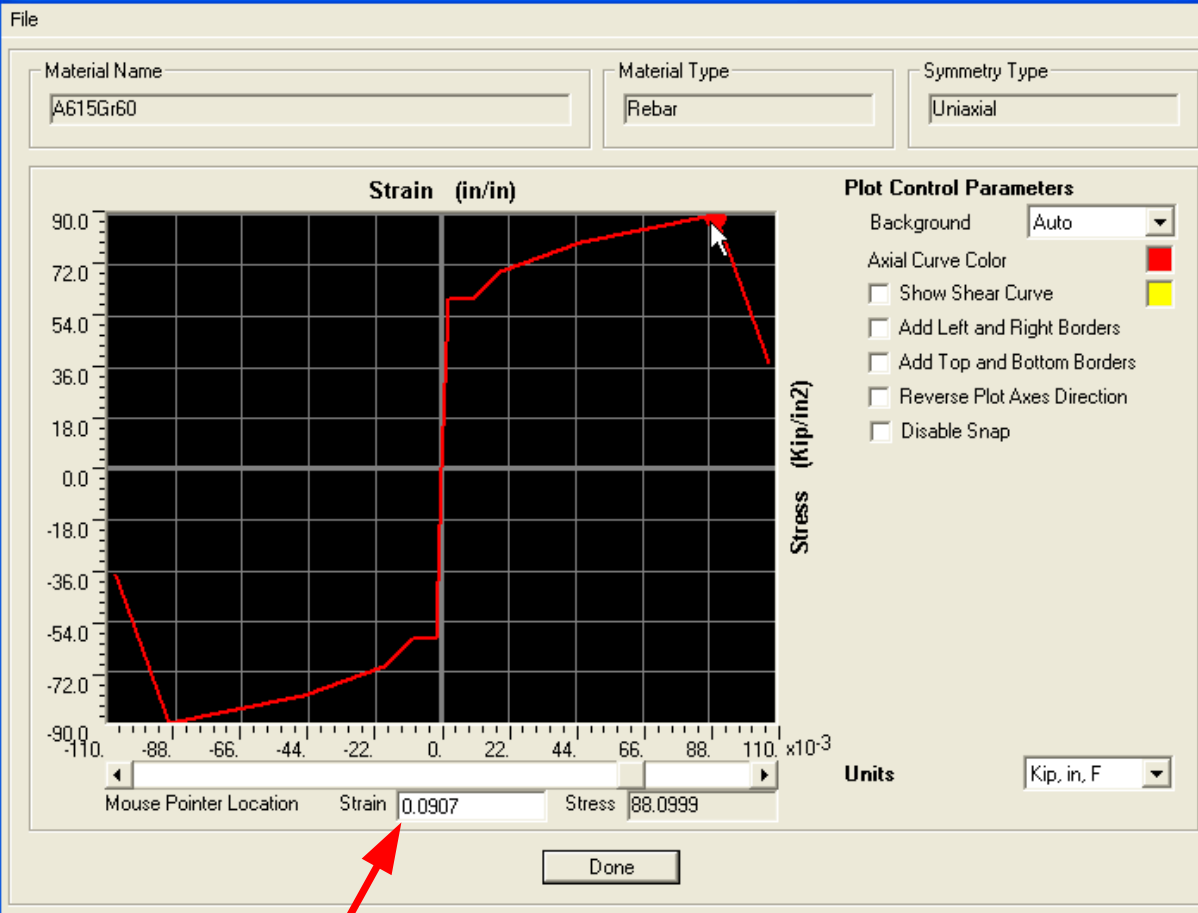 File
Material Name
Material Type
Symmetry Type
A615Gr60
Rebar
Uniaxial
Strain (in/in)
Plot Control Parameters
Background
Auto
Axial Curve Color
Show Shear Curve
Add Left and Right Borders
Add Top and Bottom Borders
Reverse Plot Axes Direction
Disable Snap
90.0
72.0
54.0
36.0
18.0
0.0
-18.0
-36.0
-54.0
-72.0
-90.0
Stress (Kip/in2)
-110. -88. -66. -44. -22. 0. 22. 44. 66. 88. 110. x10-3
Units
Kip, in, F
Mouse Pointer Location Strain 0.0907 Stress 88.0999
Done